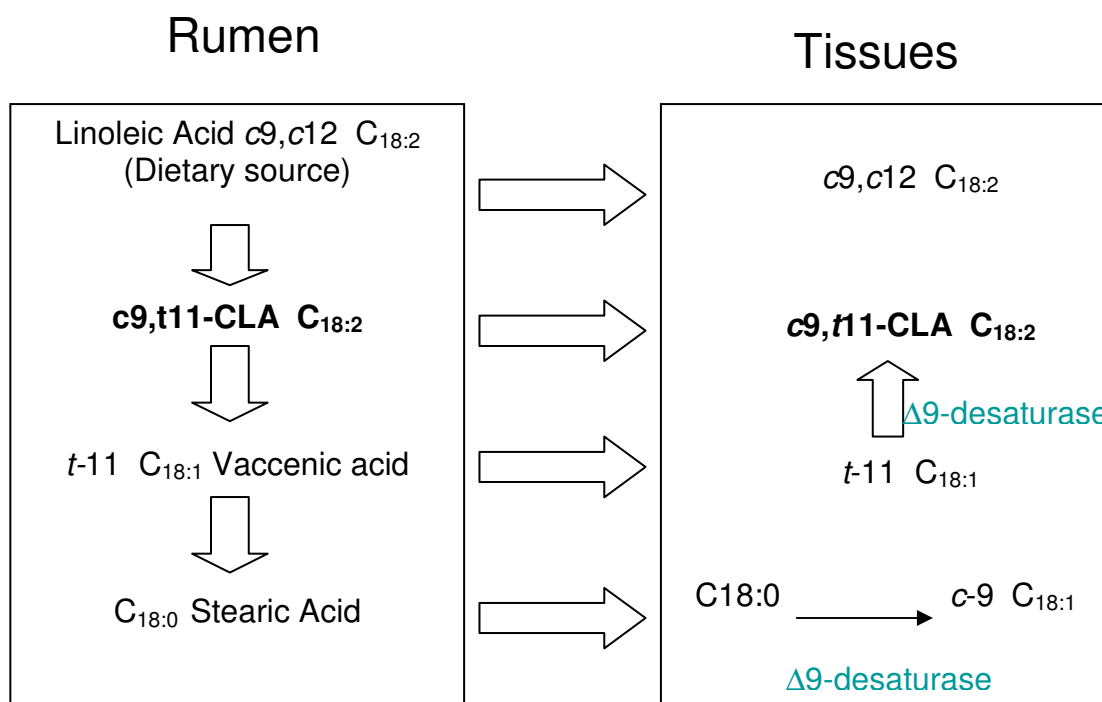 Rumen
Linoleic Acid c9,c12 C18:2
(Dietary source)
c9,t11-CLA C18:2
t-11 C18:1 Vaccenic acid
C18:0 Stearic Acid
Tissues
c9,c12 C18:2
c9,t11-CLA C18:2
Δ9-desaturase
t-11 C18:1
C18:0 c-9 C18:1
Δ9-desaturase